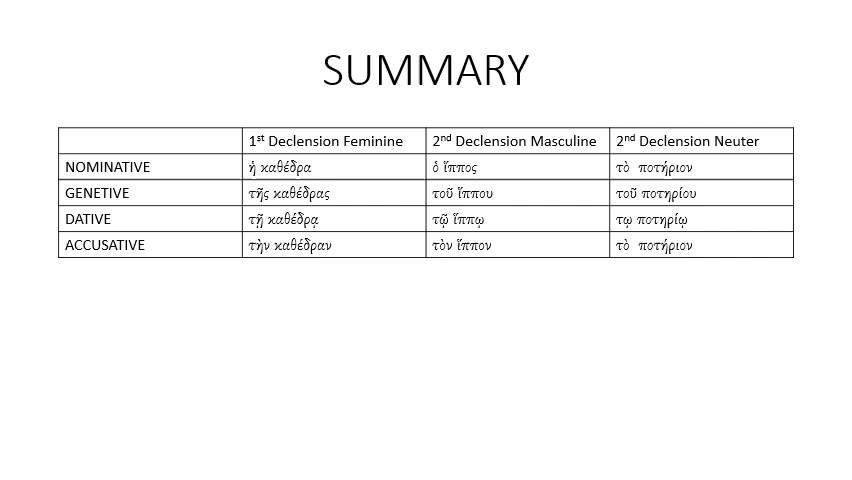 SUMMARY
1st Declension Feminine 2nd Declension Masculine 2nd Declension Neuter
NOMINATIVE ἡ καθέδρα ὁ ἵππος τὸ ποτήριον
GENETIVE τῆς καθέδρας τοῦ ἵππου τοῦ ποτηρίου
DATIVE τῇ καθέδρᾳ τῷ ἵππῳ τῳ ποτηρίῳ
ACCUSATIVE τὴν καθέδραν τὸν ἵππον τὸ ποτήριον